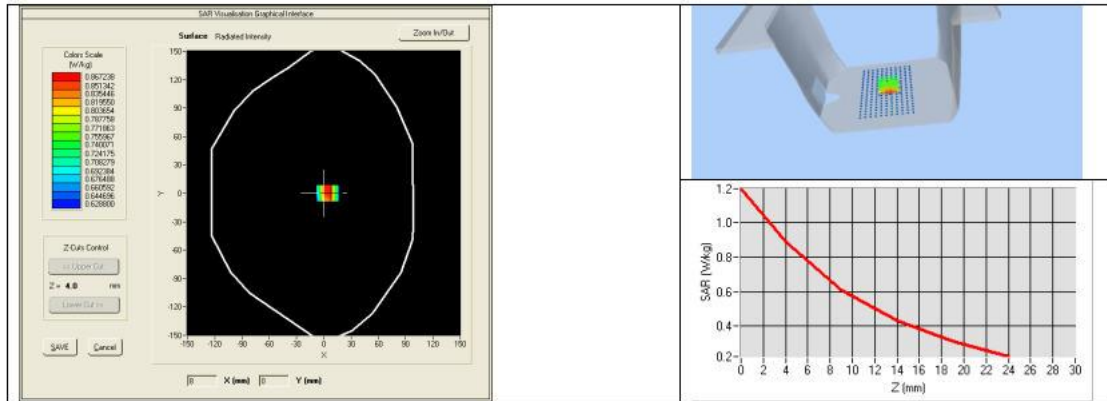 SAR Visualisation Graphical Interface
Surface Radiated Intensity
Zoom In/Out
Colors Scale
(W/kg)
0.867238
0.851342
0.835446
0.819550
0.803654
0.787758
0.771863
0.755967
0.740071
0.724175
0.708279
0.692384
0.676488
0.660592
0.644696
0.628800
150
120
90
60
30
0
-30
-60
-90
-120
-150
Y
-150 -120 -90 -60 -30 0 30 60 90 120 150
X
Z-Cuts Control
<< Upper Cut
Z = 4.0 mm
Lower Cut >>
SAVE Cancel
8 X (mm) 0 Y (mm)
1.2
1.0
0.8
0.6
0.4
0.2
SAR (W/kg)
0 2 4 6 8 10 12 14 16 18 20 22 24 26 28 30
Z (mm)